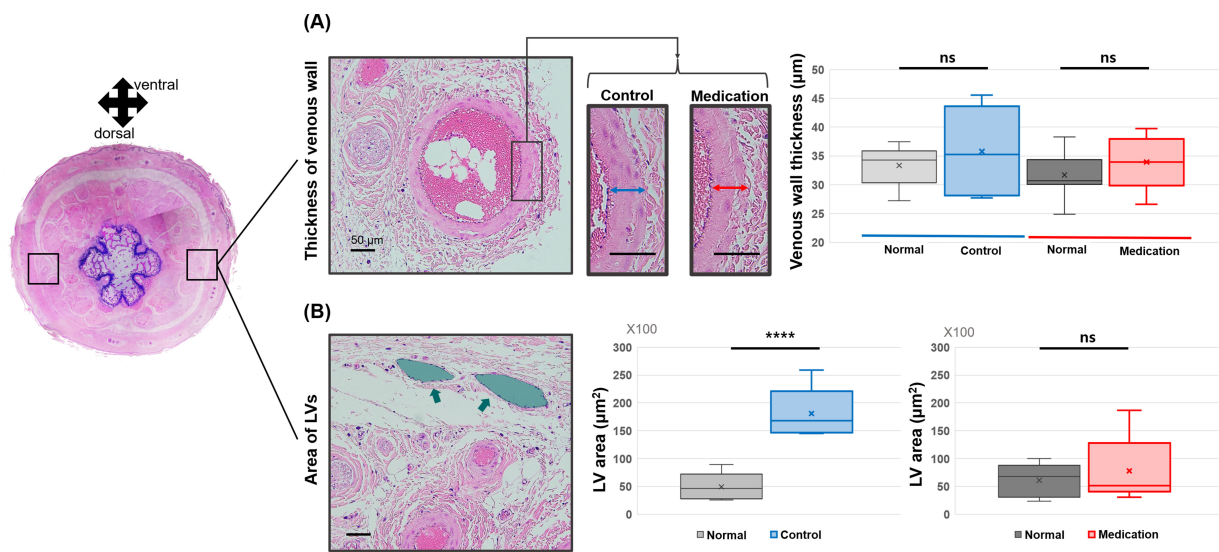 (A)
ventral
dorsal
Thickness of venous wall
50 µm
Control
Medication
Venous wall thickness (µm)
50
45
40
35
30
25
20
ns
ns
Normal
Control
Normal
Medication
(B)
Area of LVs
X100
LV area (µm²)
300
250
200
150
100
50
0
****
Normal
Control
X100
LV area (µm²)
300
250
200
150
100
50
0
ns
Normal
Medication